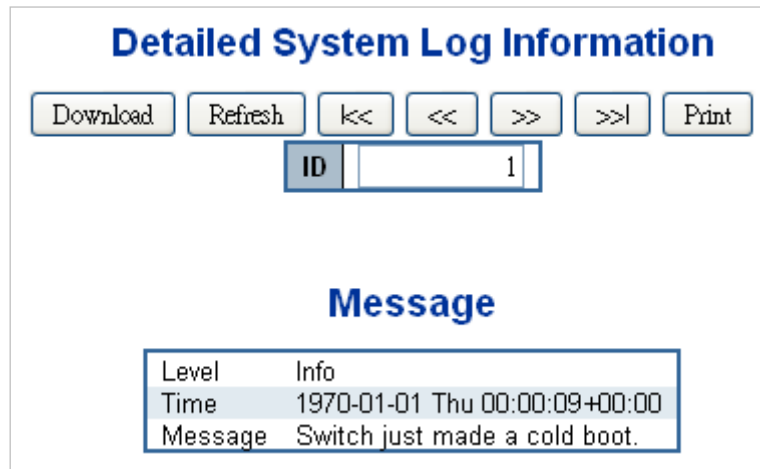 Detailed System Log Information
Download Refresh |<< << >> >>| Print
ID 1
Message
Level Info
Time 1970-01-01 Thu 00:00:09+00:00
Message Switch just made a cold boot.